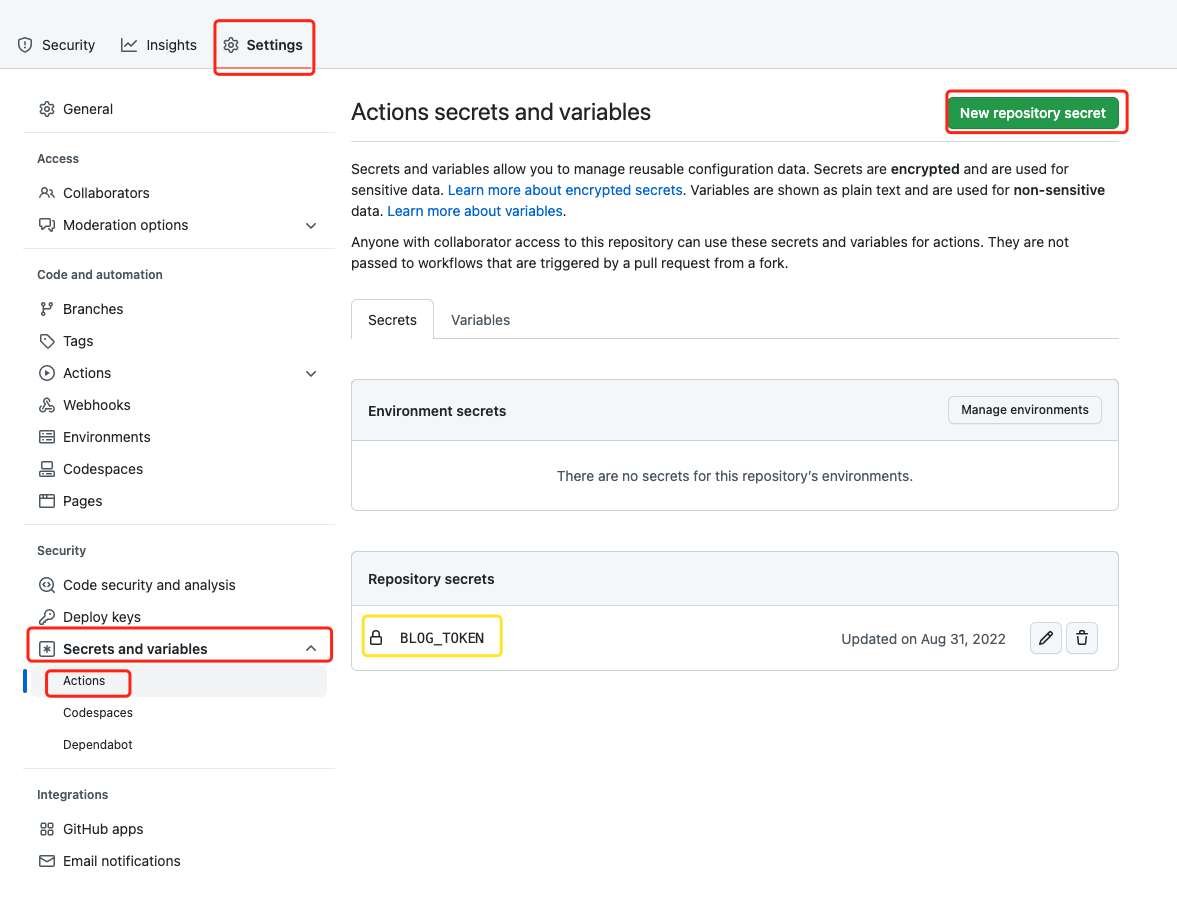 Security
Insights
Settings
General
Access
Collaborators
Moderation options
Code and automation
Branches
Tags
Actions
Webhooks
Environments
Codespaces
Pages
Security
Code security and analysis
Deploy keys
Secrets and variables
Actions
Codespaces
Dependabot
Integrations
GitHub apps
Email notifications
Actions secrets and variables
New repository secret
Secrets and variables allow you to manage reusable configuration data. Secrets are encrypted and are used for
sensitive data. Learn more about encrypted secrets. Variables are shown as plain text and are used for non-sensitive
data. Learn more about variables.
Anyone with collaborator access to this repository can use these secrets and variables for actions. They are not
passed to workflows that are triggered by a pull request from a fork.
Secrets
Variables
Environment secrets
Manage environments
There are no secrets for this repository's environments.
Repository secrets
BLOG_TOKEN
Updated on Aug 31, 2022